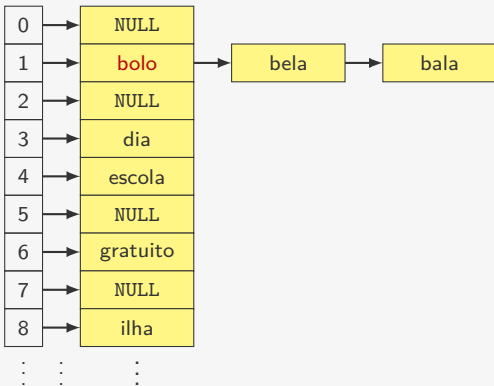 0 NULL
1 bolo bela bala
2 NULL
3 dia
4 escola
5 NULL
6 gratuito
7 NULL
8 ilha
⋮ ⋮ ⋮